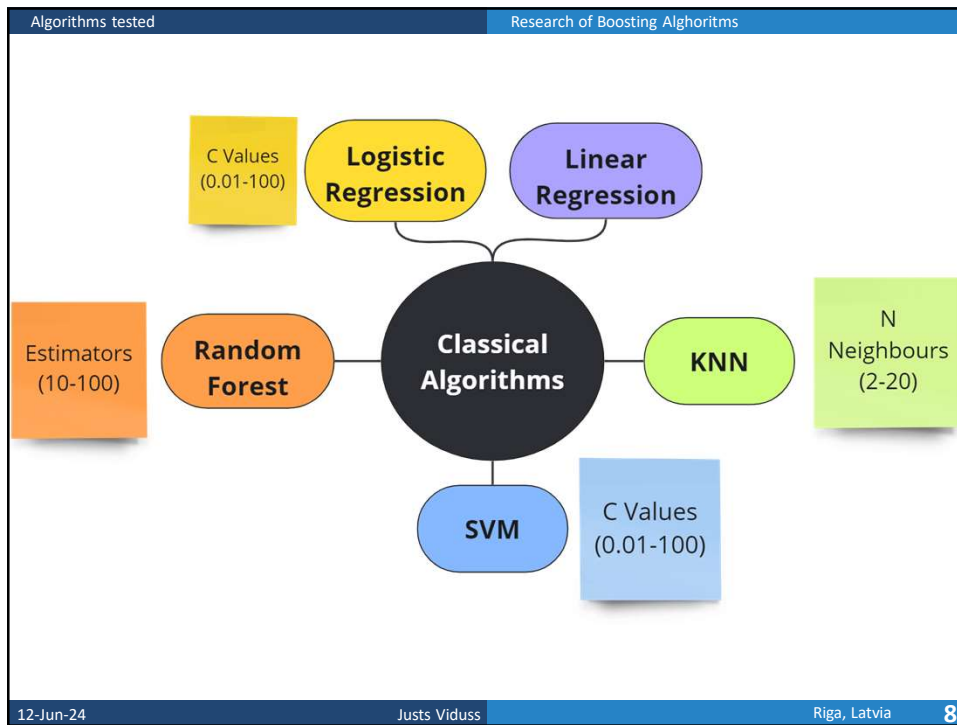 Algorithms tested
Research of Boosting Alghoritms
C Values
(0.01-100)
Logistic
Regression
Linear
Regression
Estimators
(10-100)
Random
Forest
Classical
Algorithms
KNN
N
Neighbours
(2-20)
SVM
C Values
(0.01-100)
12-Jun-24
Justs Viduss
Riga, Latvia
8